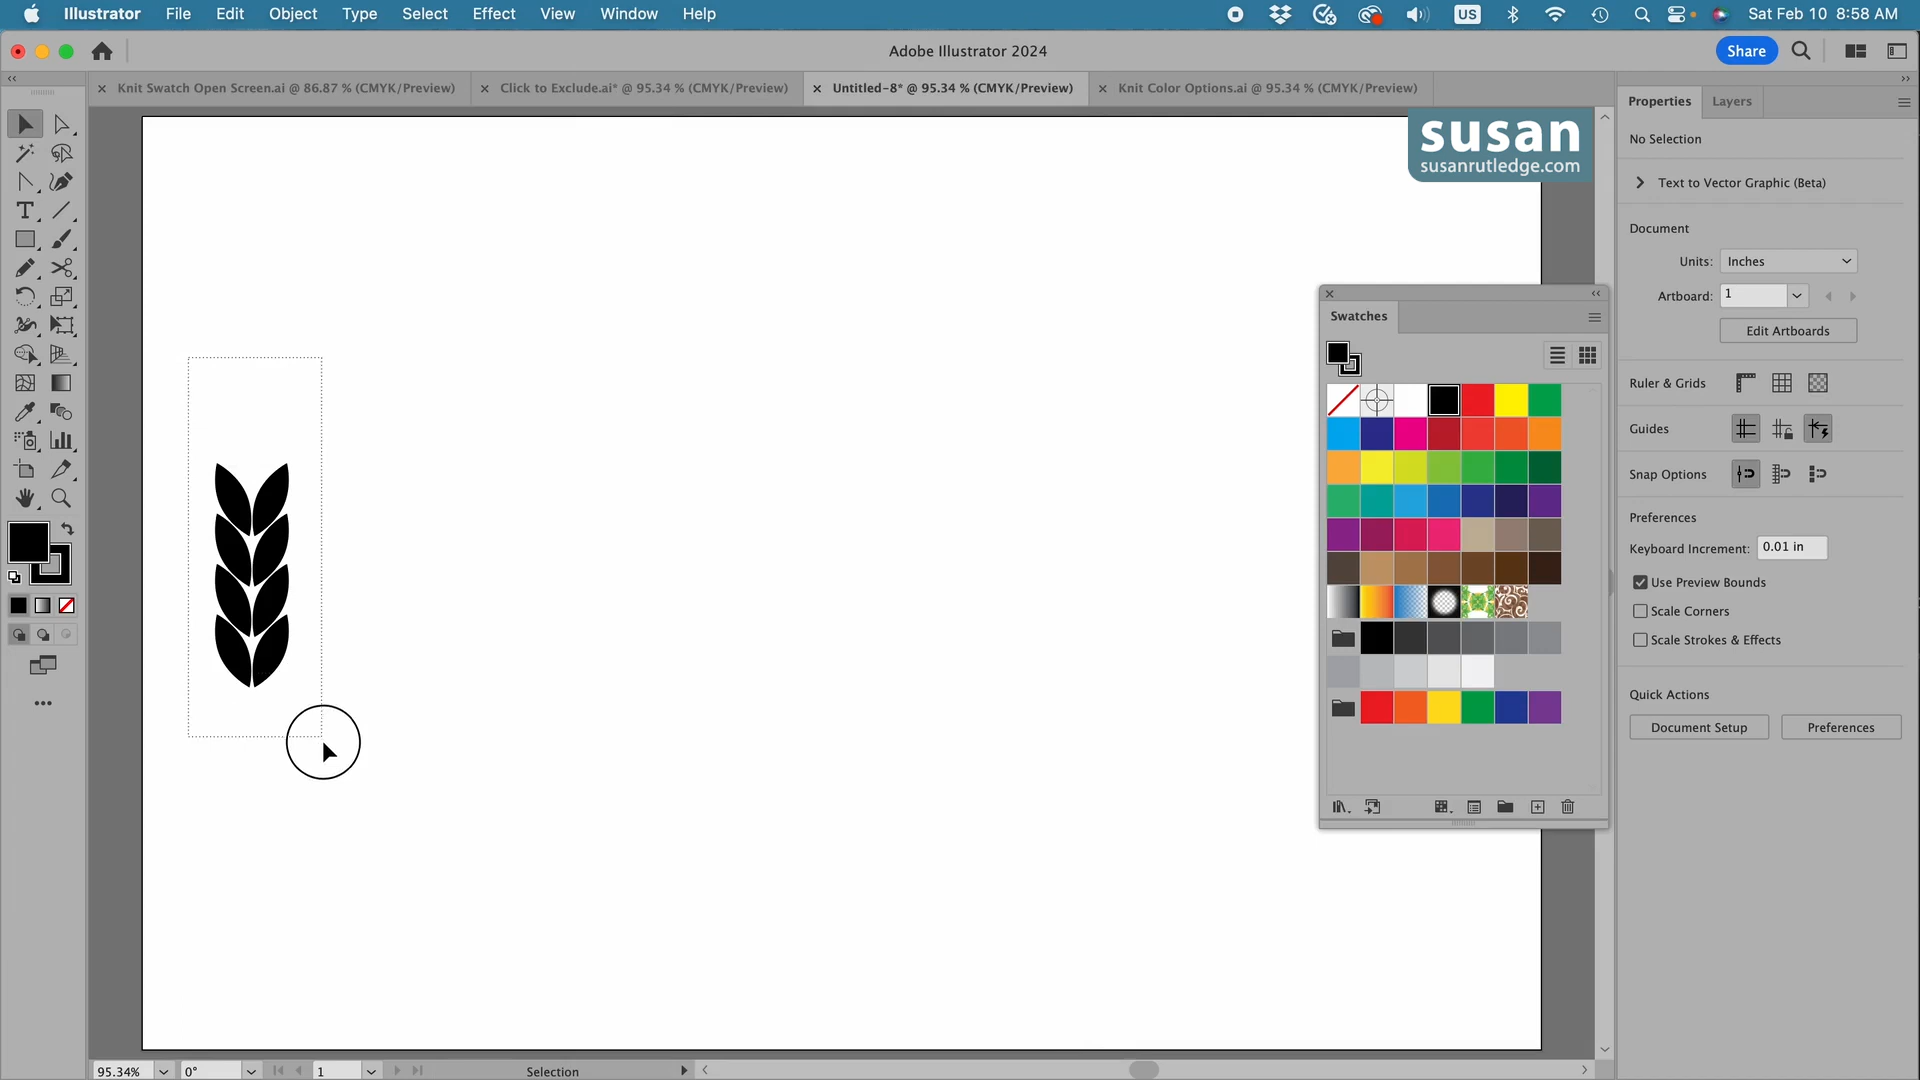 Illustrator File Edit Object Type Select Effect View Window Help US Sat Feb 10 8:58 AM
Adobe Illustrator 2024 Share
Knit Swatch Open Screen.ai @ 86.87 % (CMYK/Preview) Click to Exclude.ai* @ 95.34 % (CMYK/Preview) Untitled-8* @ 95.34 % (CMYK/Preview) Knit Color Options.ai @ 95.34 % (CMYK/Preview)
Properties Layers
susan
susanrutledge.com
No Selection
Text to Vector Graphic (Beta)
Document
Units: Inches
Artboard: 1
Edit Artboards
Ruler & Grids
Guides
Snap Options
Preferences
Keyboard Increment: 0.01 in
Use Preview Bounds
Scale Corners
Scale Strokes & Effects
Quick Actions
Document Setup Preferences
Swatches
95.34% 0° 1 Selection